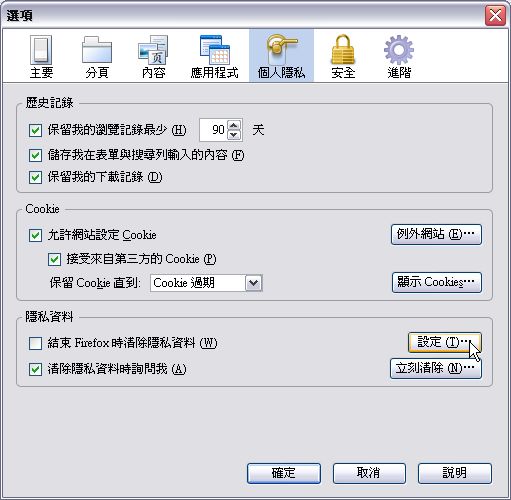 選項
主要 分頁 內容 應用程式 個人隱私 安全 進階
歷史記錄
保留我的瀏覽記錄最少 (H) 90 天
儲存我在表單與搜尋列輸入的內容 (F)
保留我的下載記錄 (D)
Cookie
允許網站設定 Cookie 例外網站 (E)...
接受來自第三方的 Cookie (P)
保留 Cookie 直到: Cookie 過期 顯示 Cookies...
隱私資料
結束 Firefox 時清除隱私資料 (W) 設定 (T)...
清除隱私資料時詢問我 (A) 立刻清除 (N)...
確定 取消 說明